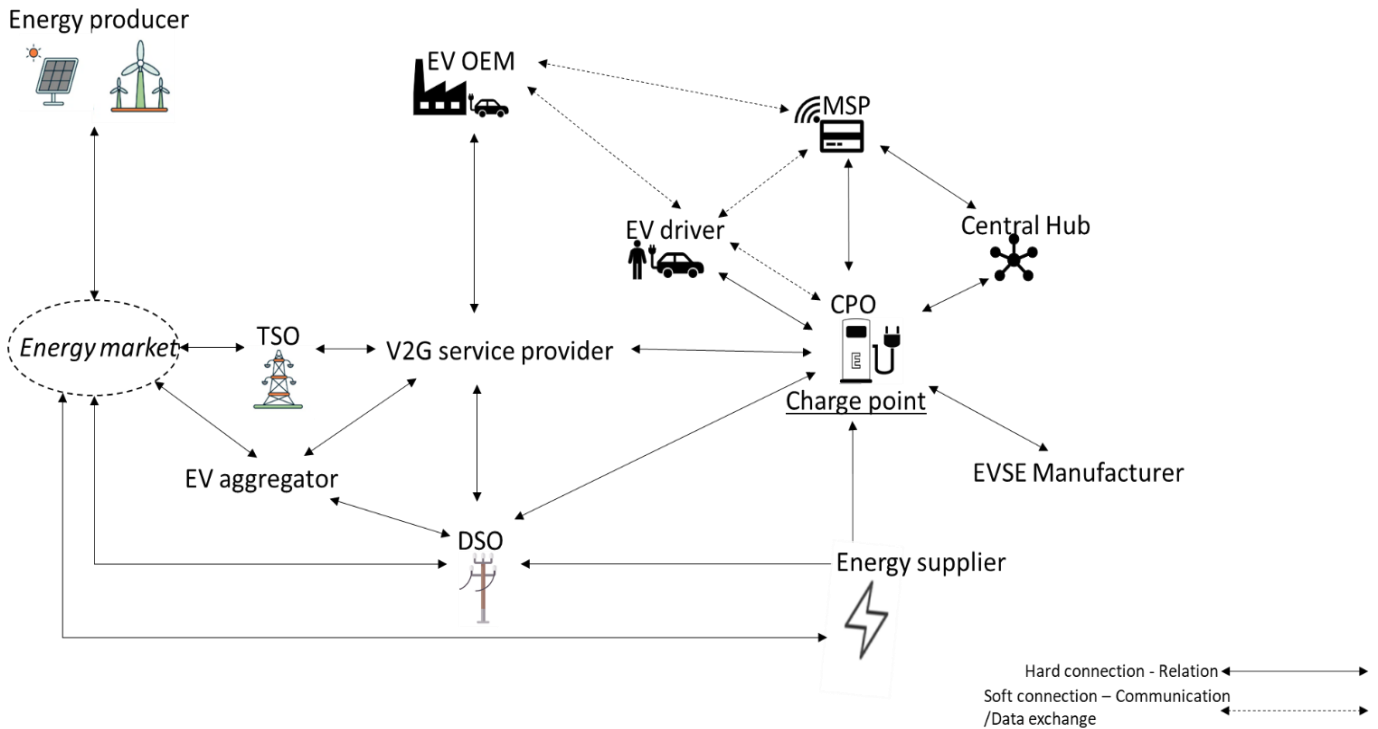 Energy producer
EV OEM
MSP
EV driver
Central Hub
CPO
Energy market
TSO
V2G service provider
E
Charge point
EV aggregator
EVSE Manufacturer
DSO
Energy supplier
Hard connection - Relation
Soft connection – Communication
/Data exchange